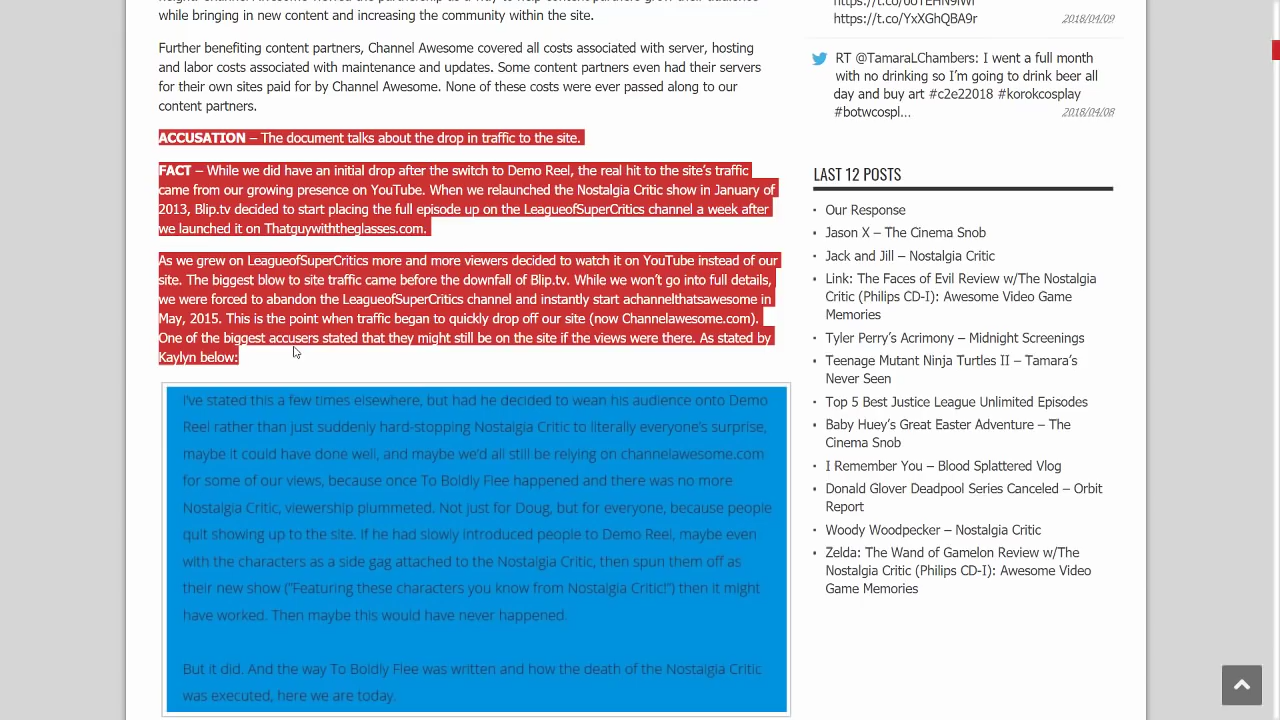 while bringing in new content and increasing the community within the site.
Further benefiting content partners, Channel Awesome covered all costs associated with server, hosting
and labor costs associated with maintenance and updates. Some content partners even had their servers
for their own sites paid for by Channel Awesome. None of these costs were ever passed along to our
content partners.
ACCUSATION – The document talks about the drop in traffic to the site.
FACT – While we did have an initial drop after the switch to Demo Reel, the real hit to the site's traffic
came from our growing presence on YouTube. When we relaunched the Nostalgia Critic show in January of
2013, Blip.tv decided to start placing the full episode up on the LeagueofSuperCritics channel a week after
we launched it on Thatguywiththeglasses.com.
As we grew on LeagueofSuperCritics more and more viewers decided to watch it on YouTube instead of our
site. The biggest blow to site traffic came before the downfall of Blip.tv. While we won't go into full details,
we were forced to abandon the LeagueofSuperCritics channel and instantly start achannelthatsawesome in
May, 2015. This is the point when traffic began to quickly drop off our site (now Channelawesome.com).
One of the biggest accusers stated that they might still be on the site if the views were there. As stated by
Kaylyn below:
I've stated this a few times elsewhere, but had he decided to wean his audience onto Demo
Reel rather than just suddenly hard-stopping Nostalgia Critic to literally everyone's surprise,
maybe it could have done well, and maybe we'd all still be relying on channelawesome.com
for some of our views, because once To Boldly Flee happened and there was no more
Nostalgia Critic, viewership plummeted. Not just for Doug, but for everyone, because people
quit showing up to the site. If he had slowly introduced people to Demo Reel, maybe even
with the characters as a side gag attached to the Nostalgia Critic, then spun them off as
their new show ("Featuring these characters you know from Nostalgia Critic!") then it might
have worked. Then maybe this would have never happened.
But it did. And the way To Boldly Flee was written and how the death of the Nostalgia Critic
was executed, here we are today.
https://t.co/YxXGhQBA9r
2018/04/09
RT @TamaraLChambers: I went a full month
with no drinking so I'm going to drink beer all
day and buy art #c2e22018 #korokcosplay
#botwcospl...
2018/04/08
LAST 12 POSTS
Our Response
Jason X – The Cinema Snob
Jack and Jill – Nostalgia Critic
Link: The Faces of Evil Review w/The Nostalgia
Critic (Philips CD-I): Awesome Video Game
Memories
Tyler Perry's Acrimony – Midnight Screenings
Teenage Mutant Ninja Turtles II – Tamara's
Never Seen
Top 5 Best Justice League Unlimited Episodes
Baby Huey's Great Easter Adventure – The
Cinema Snob
I Remember You – Blood Splattered Vlog
Donald Glover Deadpool Series Canceled – Orbit
Report
Woody Woodpecker – Nostalgia Critic
Zelda: The Wand of Gamelon Review w/The
Nostalgia Critic (Philips CD-I): Awesome Video
Game Memories